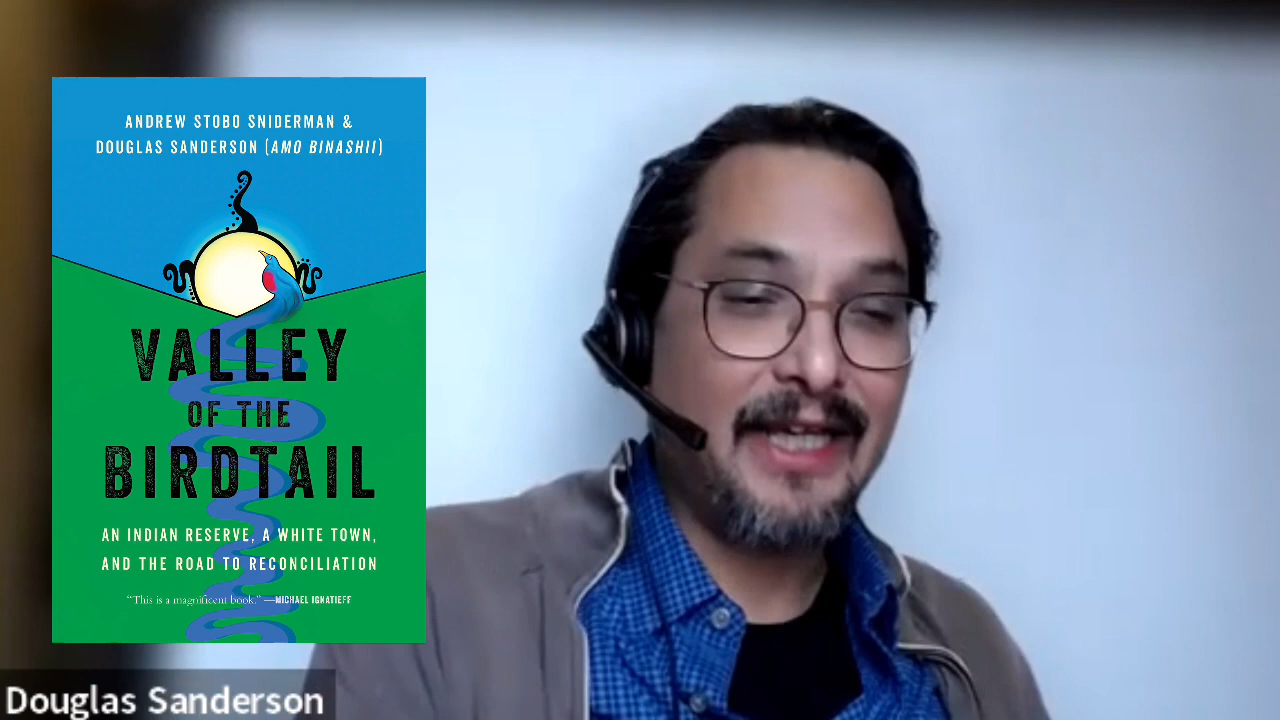 ANDREW STOBO SNIDERMAN &
DOUGLAS SANDERSON (AMO BINASHII)
VALLEY
OF THE
BIRDTAIL
AN INDIAN RESERVE, A WHITE TOWN,
AND THE ROAD TO RECONCILIATION
“This is a magnificent book.” —MICHAEL IGNATIEFF
Douglas Sanderson